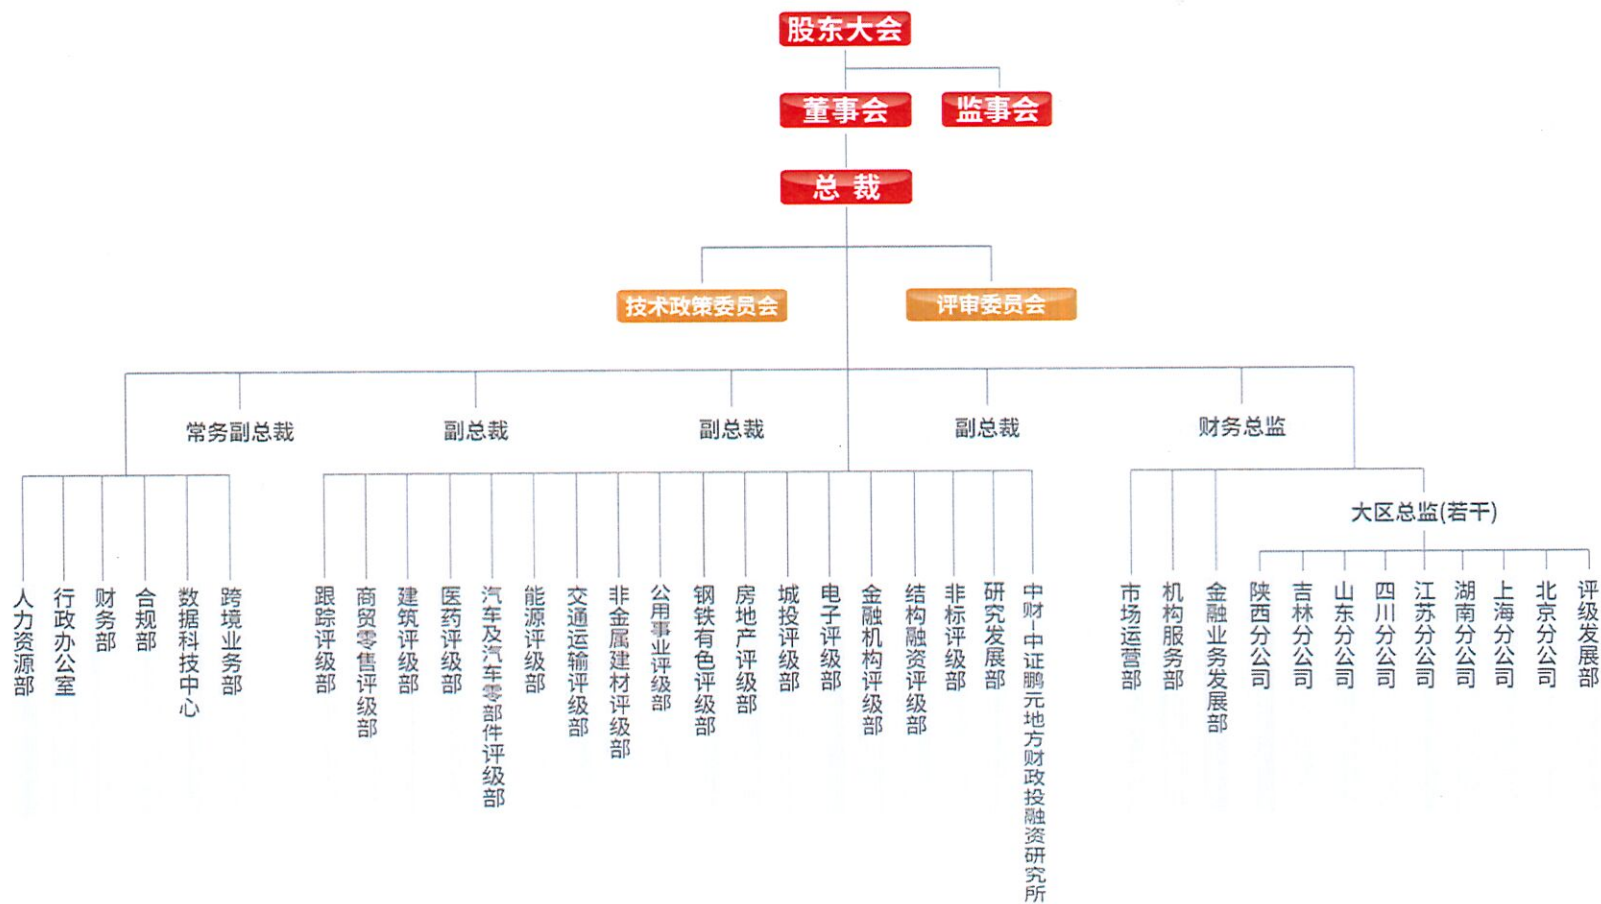 股东大会
董事会
监事会
总 裁
技术政策委员会
评审委员会
常务副总裁
副总裁
副总裁
副总裁
财务总监
大区总监(若干)
人力资源部
行政办公室
财务部
合规部
数据科技中心
跨境业务部
跟踪评级部
商贸零售评级部
建筑评级部
医药评级部
汽车及汽车零部件评级部
能源评级部
交通运输评级部
非金属建材评级部
公用事业评级部
钢铁有色评级部
房地产评级部
城投评级部
电子评级部
金融机构评级部
结构融资评级部
非标评级部
研究发展部
中财-中证鹏元地方财政投融资研究所
市场运营部
机构服务部
金融业务发展部
陕西分公司
吉林分公司
山东分公司
四川分公司
江苏分公司
湖南分公司
上海分公司
北京分公司
评级发展部